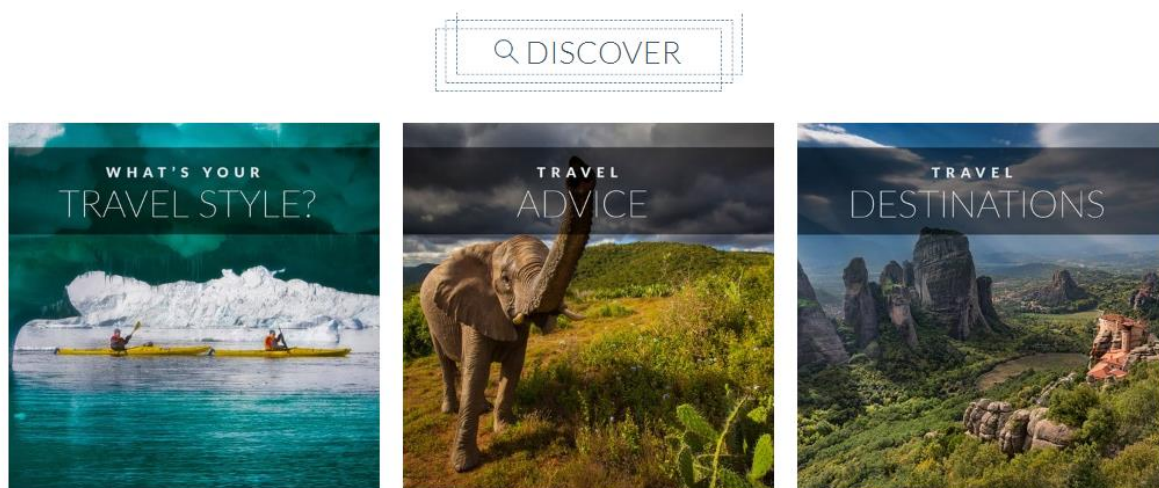 DISCOVER
WHAT'S YOUR
TRAVEL STYLE?
TRAVEL
ADVICE
TRAVEL
DESTINATIONS